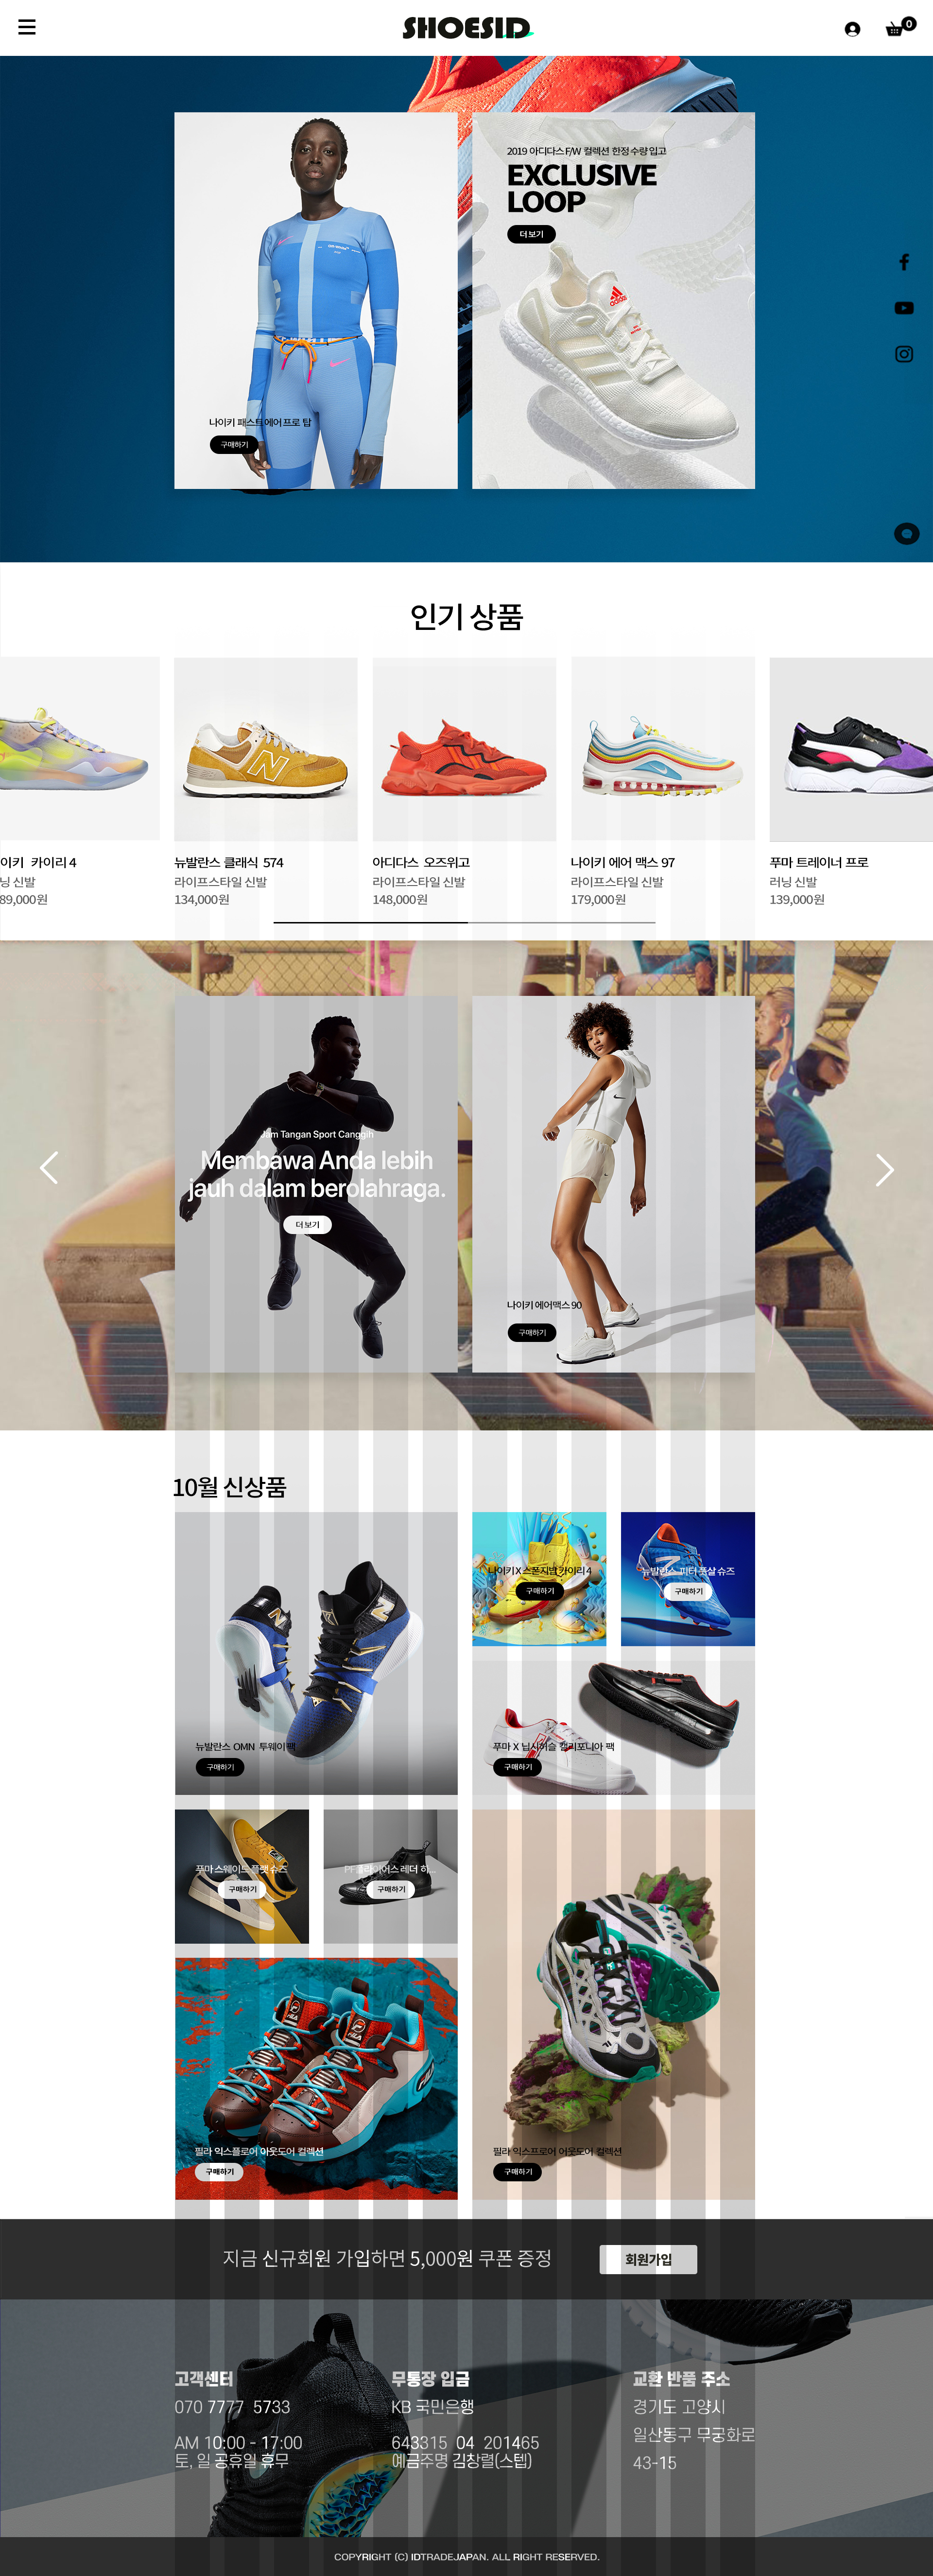 SHOESID
0
2019 아디다스 F/W 컬렉션 한정 수량 입고
EXCLUSIVE
LOOP
더보기
adidas
나이키 패스트 에어 프로 탑
구매하기
인기 상품
이키 카이리 4
닝 신발
89,000원
뉴발란스 클래식 574
라이프스타일 신발
134,000원
아디다스 오즈위고
라이프스타일 신발
148,000원
나이키 에어 맥스 97
라이프스타일 신발
179,000원
푸마 트레이너 프로
러닝 신발
139,000원
Jam Tangan Sport Canggih
Membawa Anda lebih
jauh dalam berolahraga.
더보기
나이키 에어맥스 90
구매하기
10월 신상품
나이키 X 스폰지밥 카이리 4
구매하기
뉴발란스 퓨터 풋살 슈즈
구매하기
뉴발란스 OMN 투웨이 팩
구매하기
푸마 X 닙시허슬 캘리포니아 팩
구매하기
푸마 스웨이드 플랫 슈즈
구매하기
PF플라이어스 레더 하...
구매하기
FILA
FILA
필라 익스플로어 아웃도어 컬렉션
구매하기
필라 익스프로어 어웃도어 컬렉션
구매하기
지금 신규회원 가입하면 5,000원 쿠폰 증정
회원가입
고객센터
070 7777 5733
AM 10:00 - 17:00
토, 일 공휴일 휴무
무통장 입금
KB 국민은행
643315 04 201465
예금주명 김창렬(스텝)
교환 반품 주소
경기도 고양시
일산동구 무궁화로
43-15
COPYRIGHT (C) IDTRADEJAPAN. ALL RIGHT RESERVED.